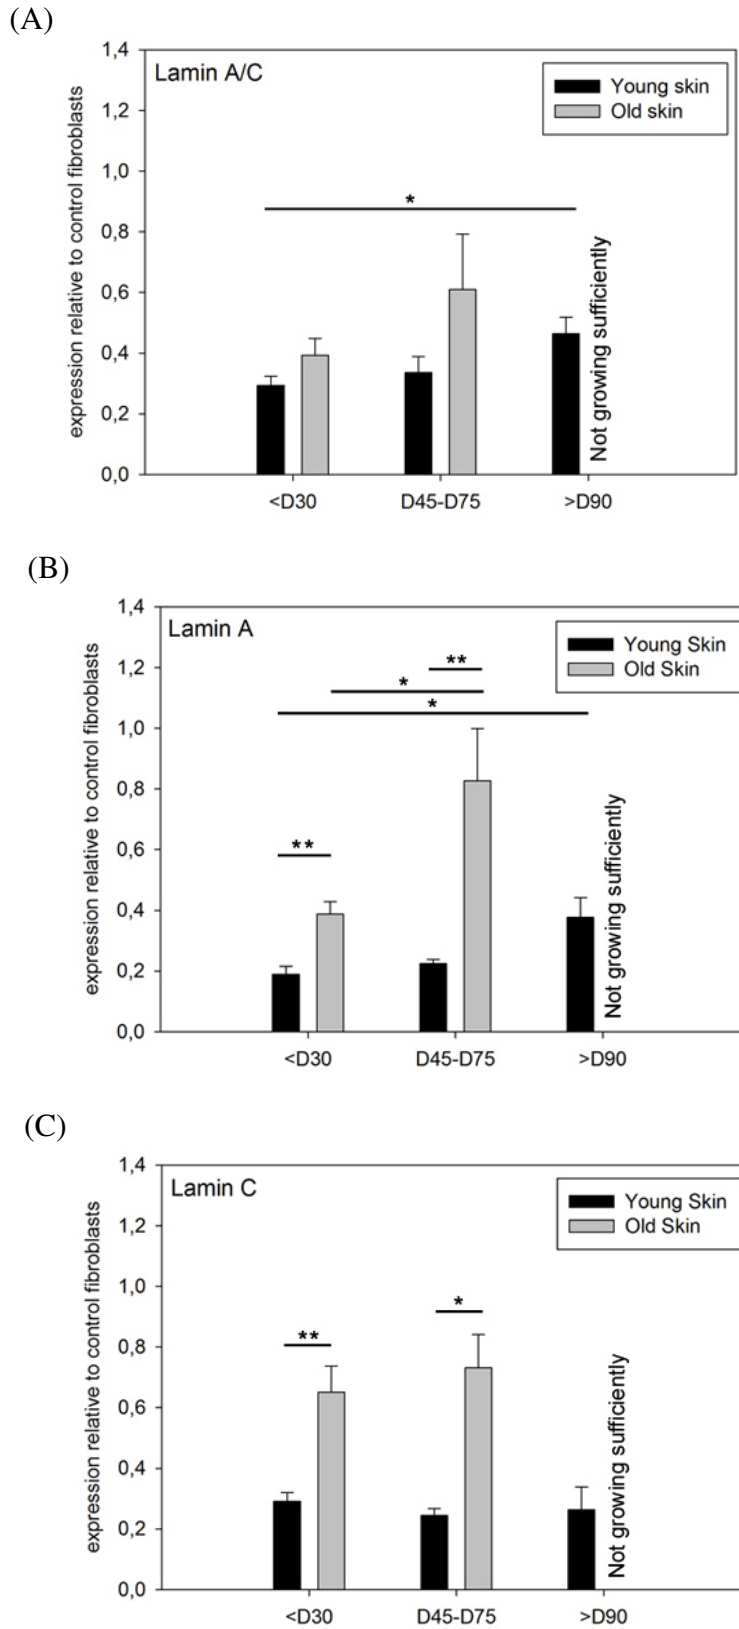 (A)
Lamin A/C
Young skin
Old skin
expression relative to control fibroblasts
1,4
1,2
1,0
0,8
0,6
0,4
0,2
0,0
*
Not growing sufficiently
<D30
D45-D75
>D90
(B)
Lamin A
Young Skin
Old Skin
expression relative to control fibroblasts
1,4
1,2
1,0
0,8
0,6
0,4
0,2
0,0
**
*
*
**
Not growing sufficiently
<D30
D45-D75
>D90
(C)
Lamin C
Young Skin
Old Skin
expression relative to control fibroblasts
1,4
1,2
1,0
0,8
0,6
0,4
0,2
0,0
*
**
Not growing sufficiently
<D30
D45-D75
>D90